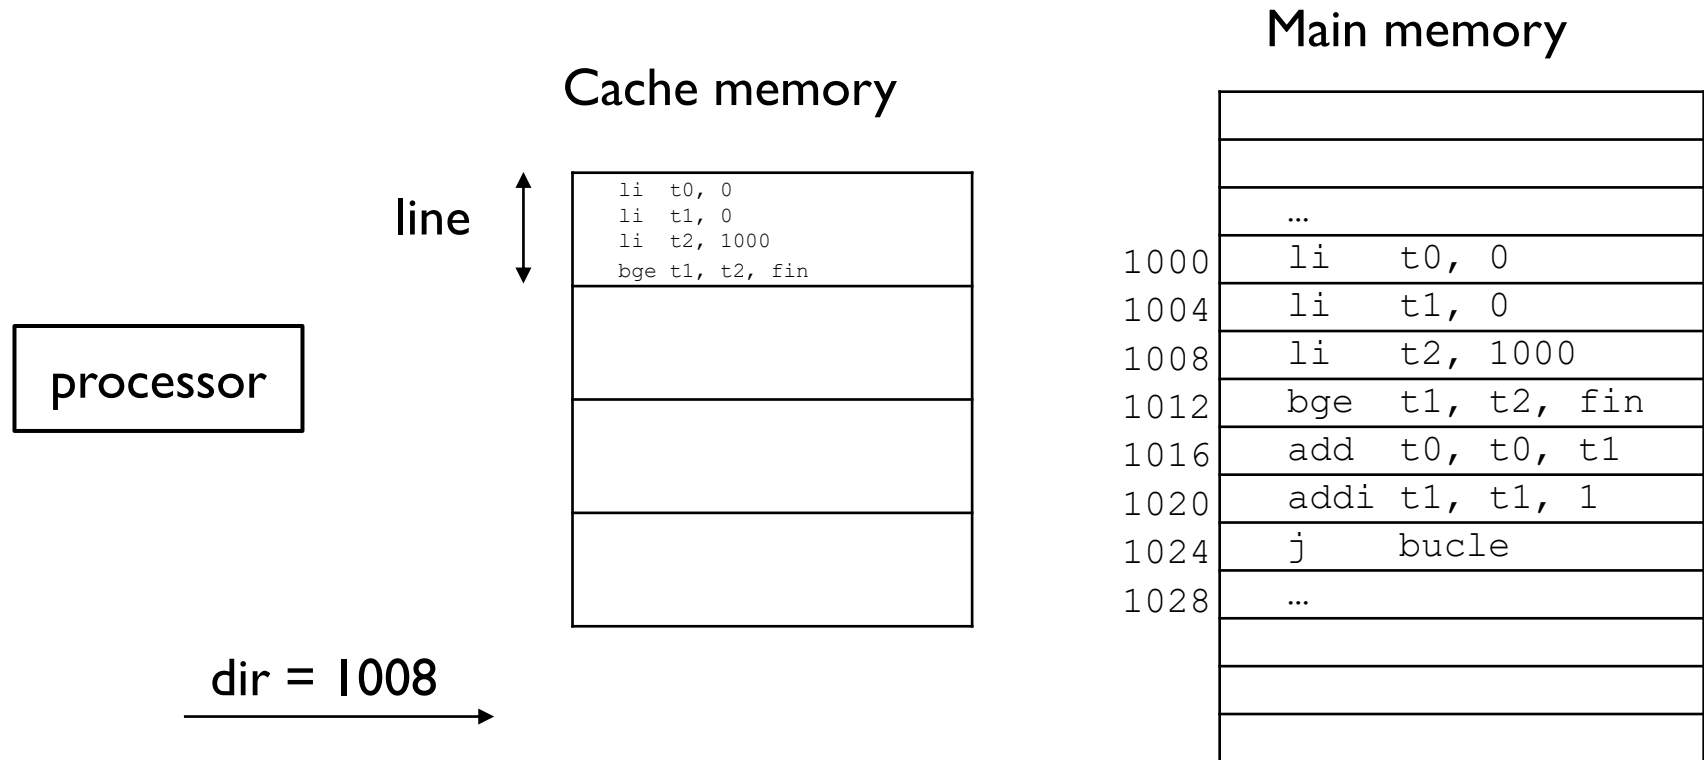 Main memory
Cache memory
line
li t0, 0
li t1, 0
li t2, 1000
bge t1, t2, fin
processor
dir = 1008
…
1000 li t0, 0
1004 li t1, 0
1008 li t2, 1000
1012 bge t1, t2, fin
1016 add t0, t0, t1
1020 addi t1, t1, 1
1024 j bucle
1028 …